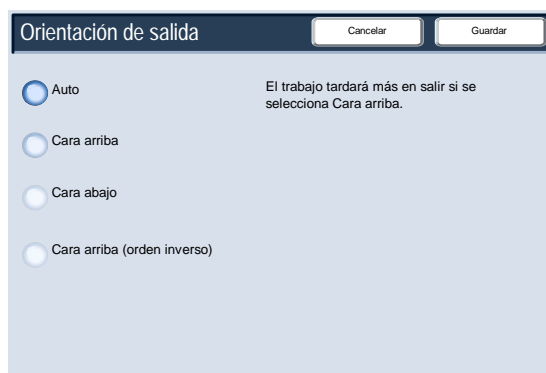 Orientación de salida
Cancelar
Guardar
Auto
El trabajo tardará más en salir si se
selecciona Cara arriba.
Cara arriba
Cara abajo
Cara arriba (orden inverso)